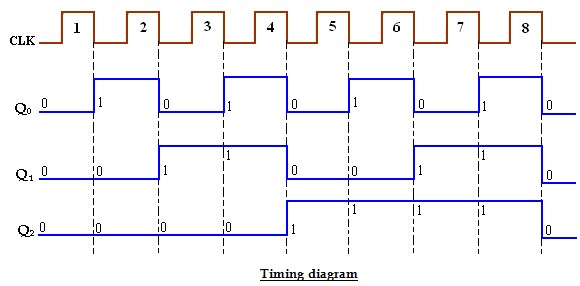 1 2 3 4 5 6 7 8
CLK
0 1 0 1 0 1 0 1 0
Q₀
0 0 1 1 0 0 1 1 0
Q₁
0 0 0 0 1 1 1 1 0
Q₂
Timing diagram